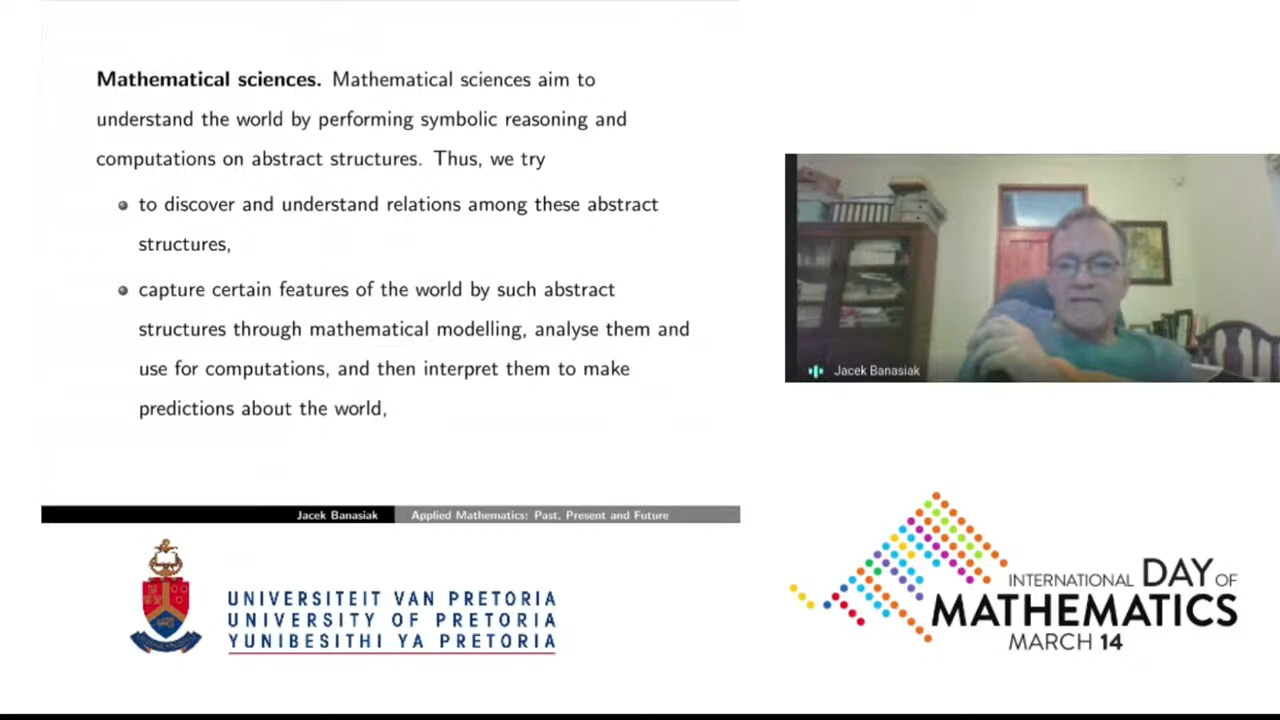 Mathematical sciences. Mathematical sciences aim to
understand the world by performing symbolic reasoning and
computations on abstract structures. Thus, we try
to discover and understand relations among these abstract
structures,
capture certain features of the world by such abstract
structures through mathematical modelling, analyse them and
use for computations, and then interpret them to make
predictions about the world,
Jacek Banasiak
Applied Mathematics: Past, Present and Future
Jacek Banasiak
UNIVERSITEIT VAN PRETORIA
UNIVERSITY OF PRETORIA
YUNIBESITHI YA PRETORIA
INTERNATIONAL DAY OF
MATHEMATICS
MARCH 14